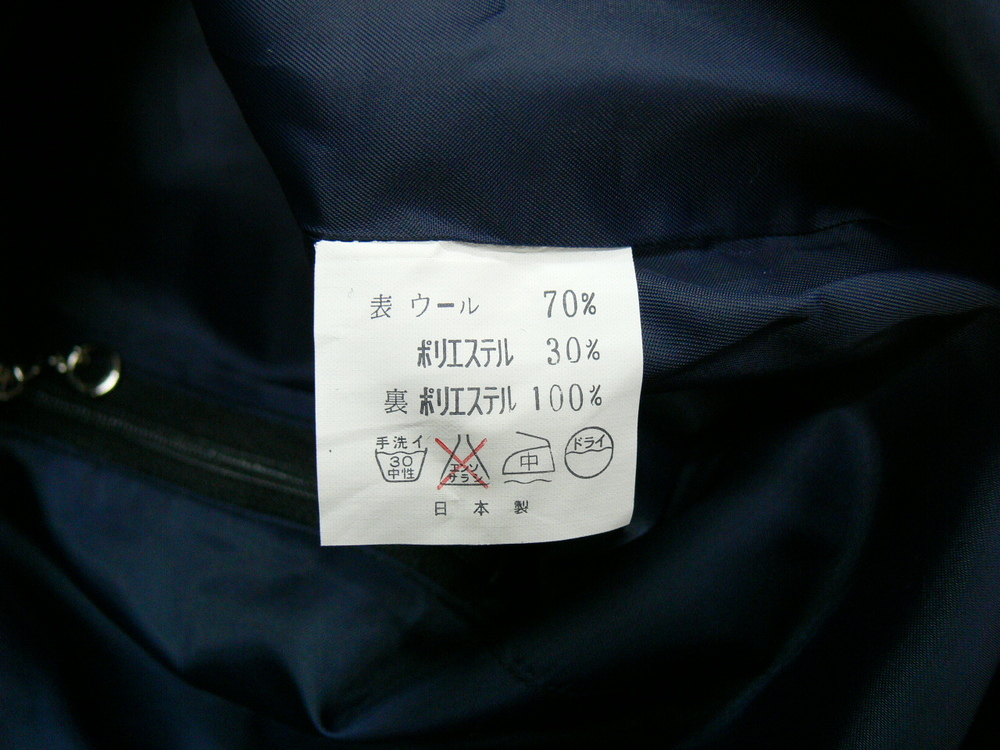 表 ウール 70%
ポリエステル 30%
裏 ポリエステル 100%
手洗イ
30
中性
エンソ
サラシ
中
ドライ
日本製